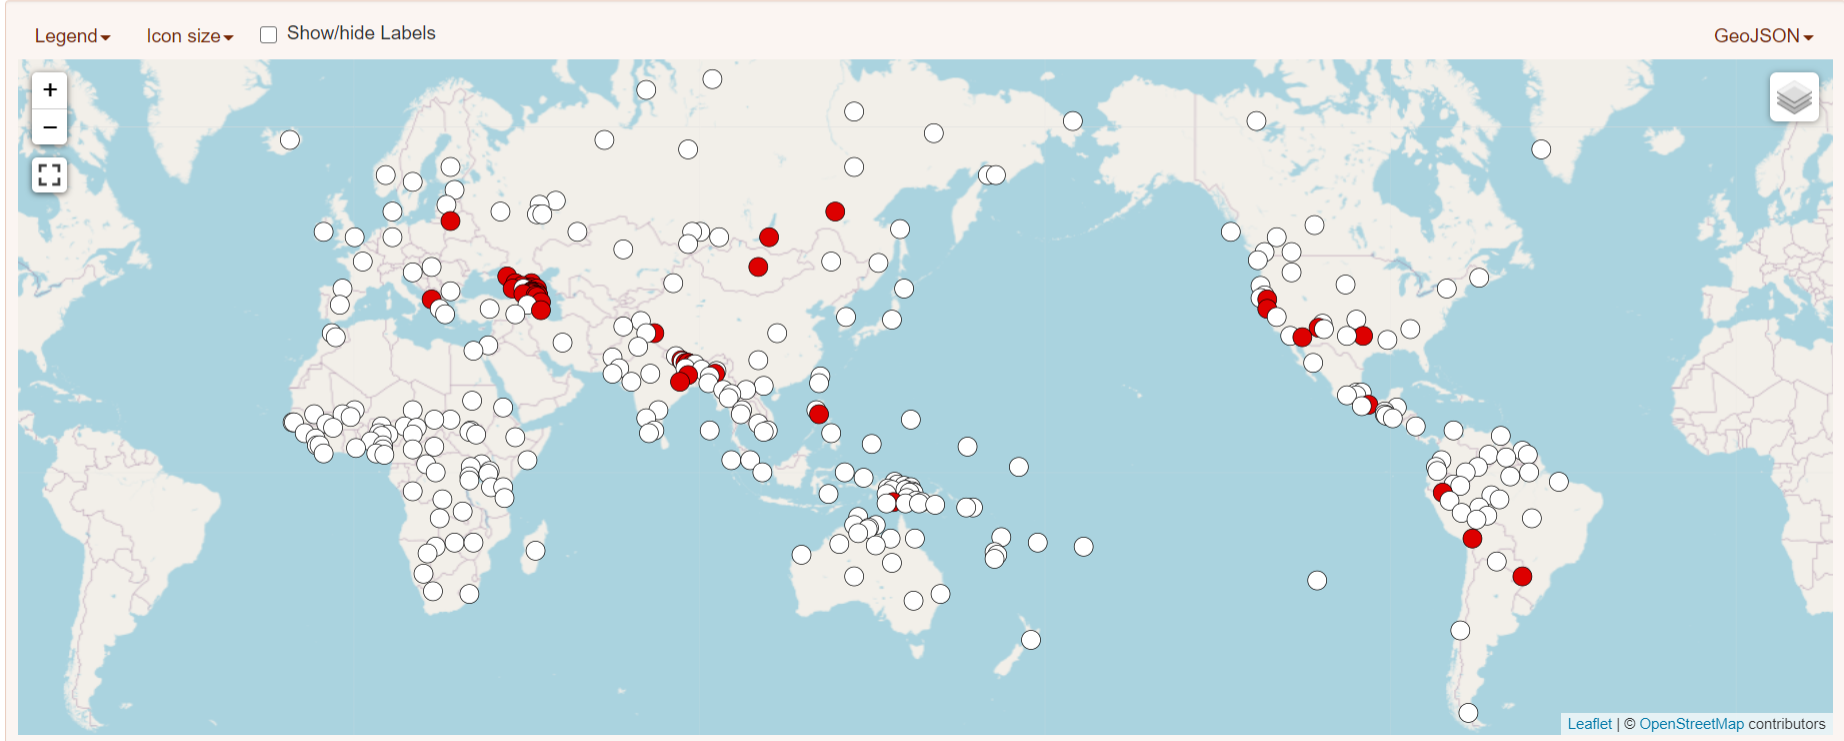 Legend
Icon size
Show/hide Labels
GeoJSON
+
−
Leaflet | © OpenStreetMap contributors